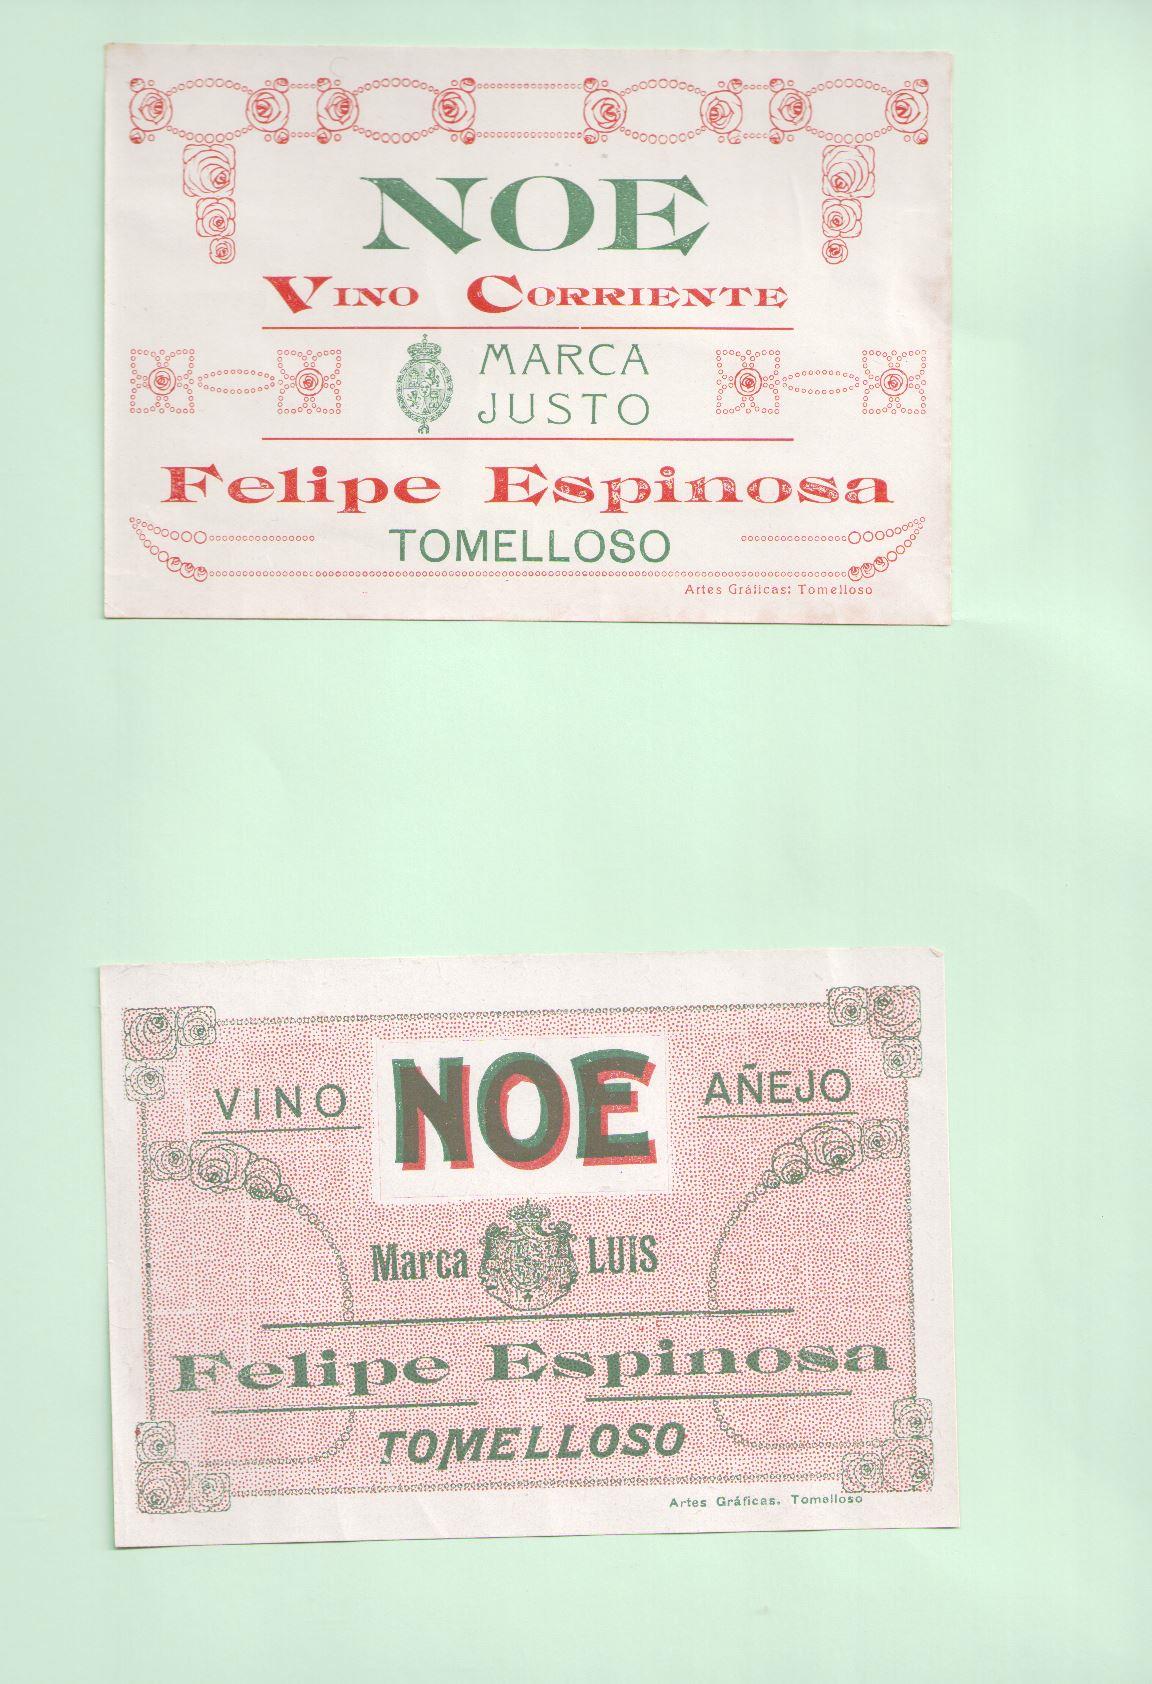 NOE
VINO CORRIENTE
MARCA
JUSTO
Felipe Espinosa
TOMELLOSO
Artes Gráficas: Tomelloso
VINO NOE AÑEJO
Marca LUIS
Felipe Espinosa
TOMELLOSO
Artes Gráficas. Tomelloso